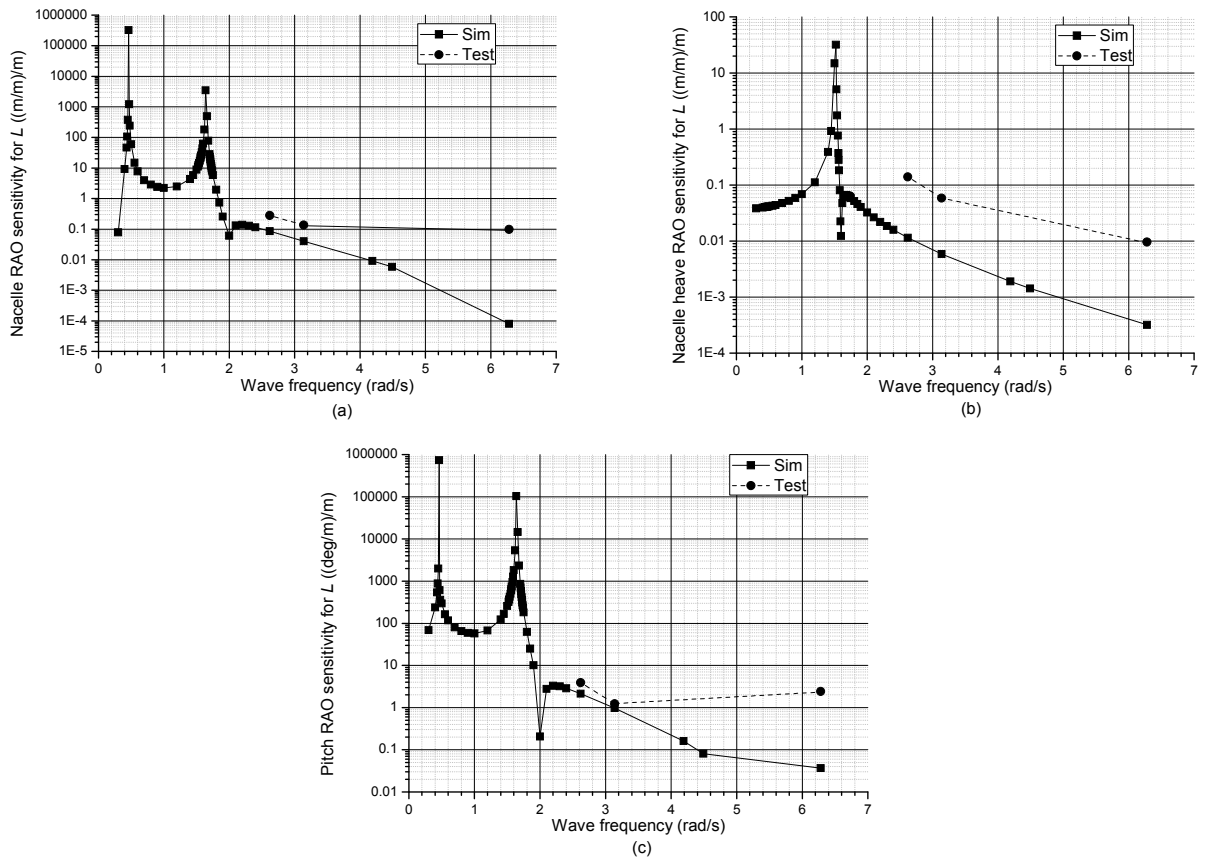 Nacelle RAO sensitivity for L ((m/m)/m)
1000000
100000
10000
1000
100
10
1
0.1
0.01
1E-3
1E-4
1E-5
0 1 2 3 4 5 6 7
Wave frequency (rad/s)
Sim
Test
(a)
Nacelle heave RAO sensitivity for L ((m/m)/m)
100
10
1
0.1
0.01
1E-3
1E-4
0 1 2 3 4 5 6 7
Wave frequency (rad/s)
Sim
Test
(b)
Pitch RAO sensitivity for L ((deg/m)/m)
1000000
100000
10000
1000
100
10
1
0.1
0.01
0 1 2 3 4 5 6 7
Wave frequency (rad/s)
Sim
Test
(c)